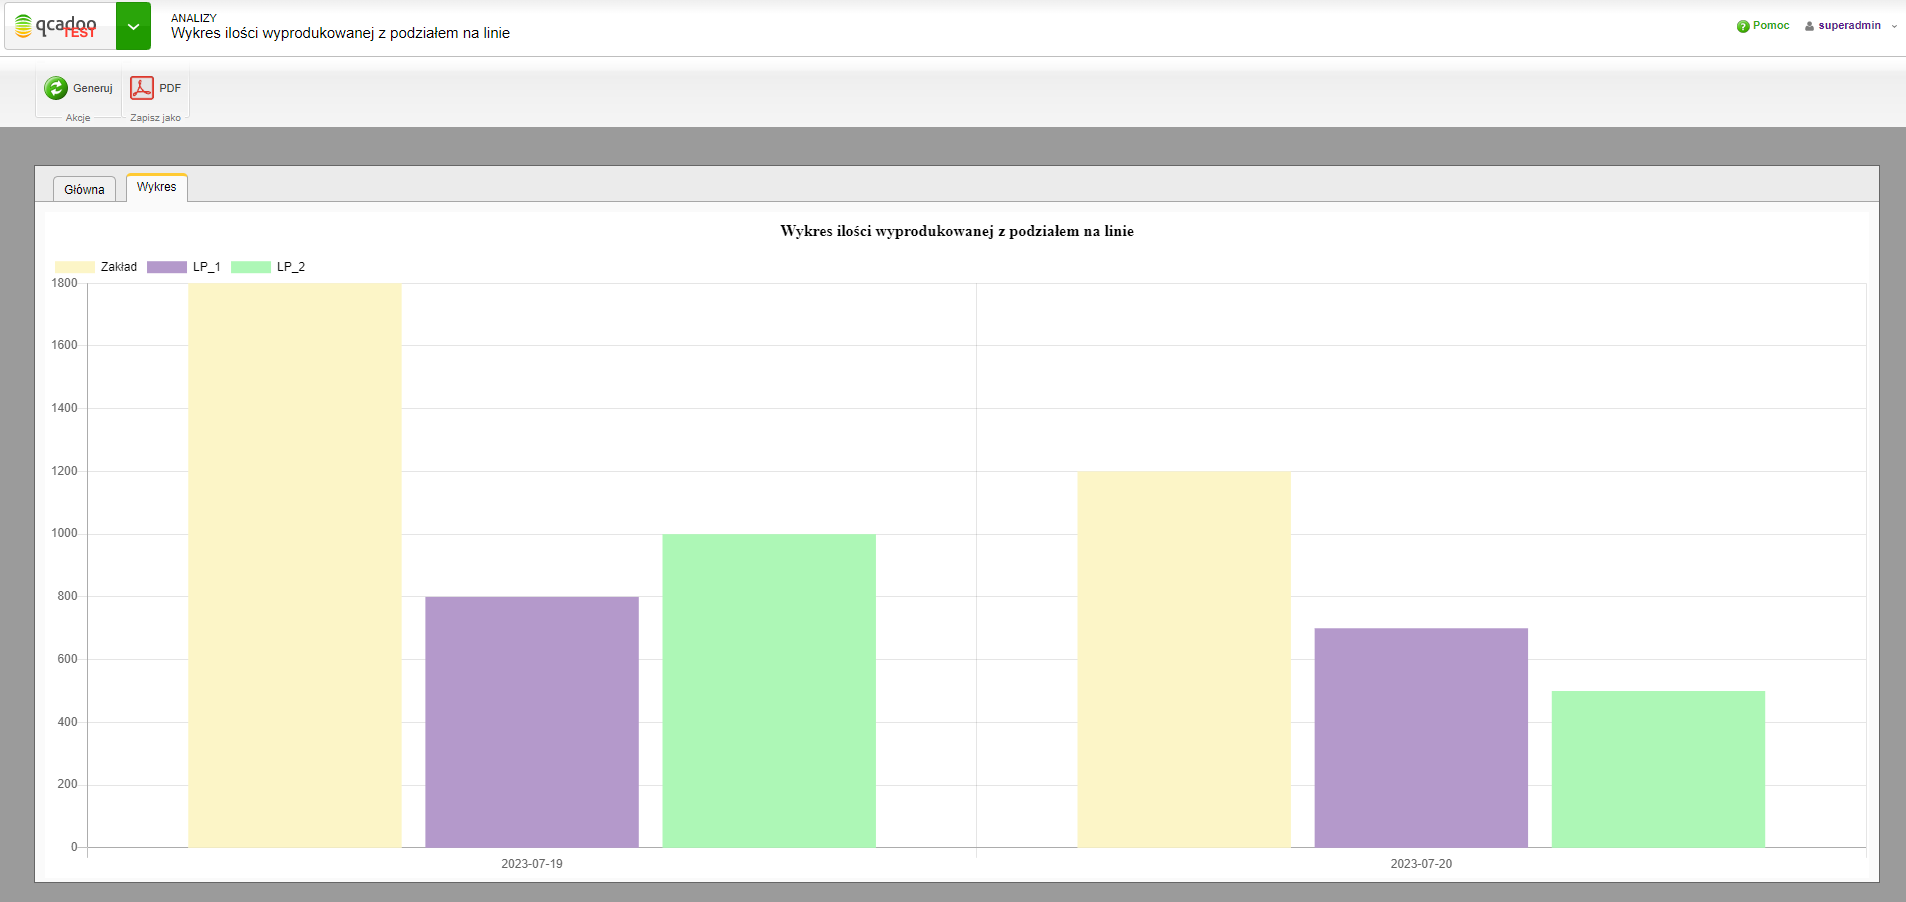 qcadoo
TEST
ANALIZY
Wykres ilości wyprodukowanej z podziałem na linie
Pomoc
superadmin
Generuj
PDF
Akcje
Zapisz jako
Główna
Wykres
Wykres ilości wyprodukowanej z podziałem na linie
Zakład
LP_1
LP_2
1800
1600
1400
1200
1000
800
600
400
200
0
2023-07-19
2023-07-20